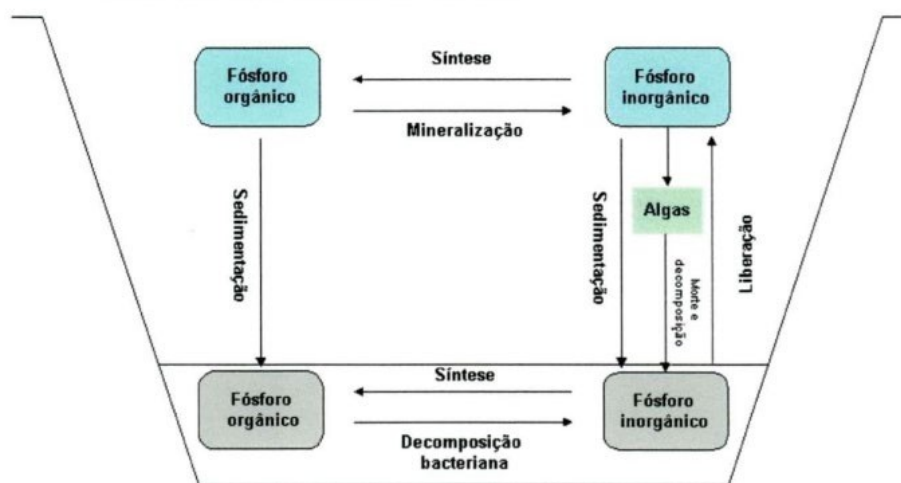 Síntese
Fósforo
orgânico
Fósforo
inorgânico
Mineralização
Sedimentação
Sedimentação
Algas
Morte e
decomposição
Liberação
Síntese
Fósforo
orgânico
Fósforo
inorgânico
Decomposição
bacteriana